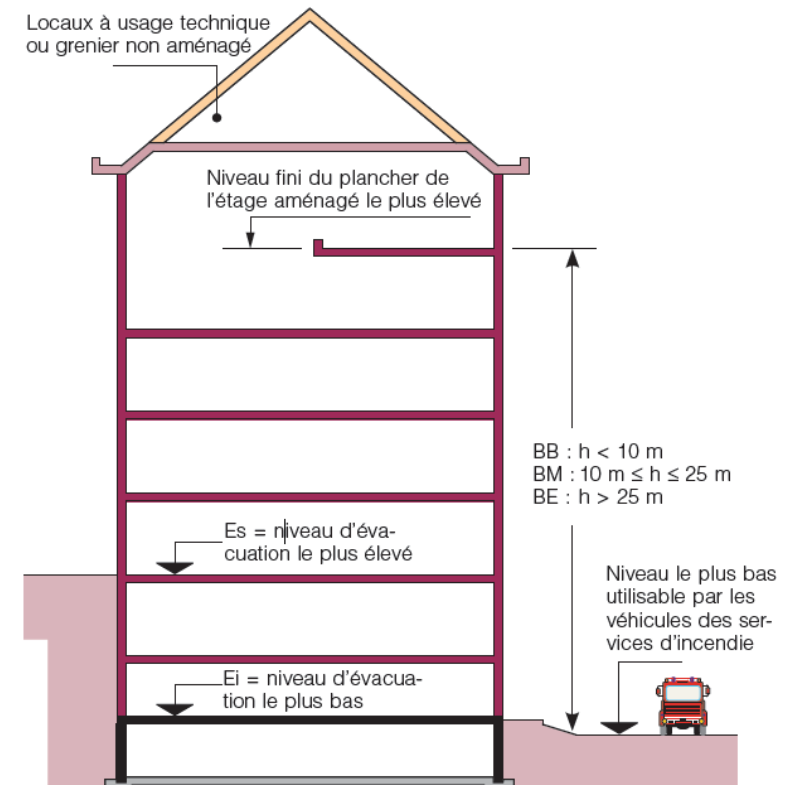 Locaux à usage technique
ou grenier non aménagé
Niveau fini du plancher de
l'étage aménagé le plus élevé
BB : h < 10 m
BM : 10 m ≤ h ≤ 25 m
BE : h > 25 m
Es = niveau d'éva-
cuation le plus élevé
Niveau le plus bas
utilisable par les
véhicules des ser-
vices d'incendie
Ei = niveau d'évacua-
tion le plus bas